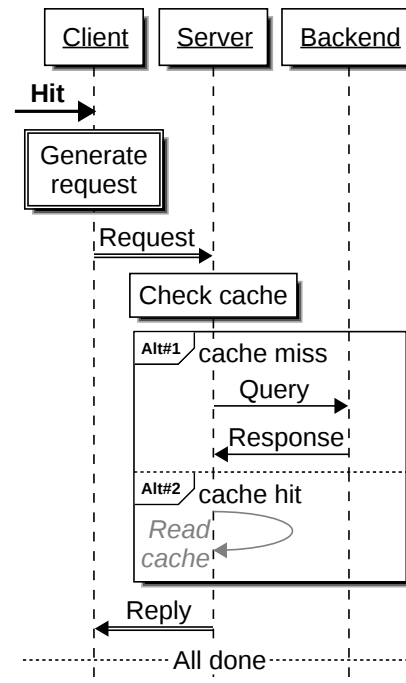 Client Server Backend
Hit
Generate
request
Request
Check cache
Alt#1 cache miss
Query
Response
Alt#2 cache hit
Read
cache
Reply
All done